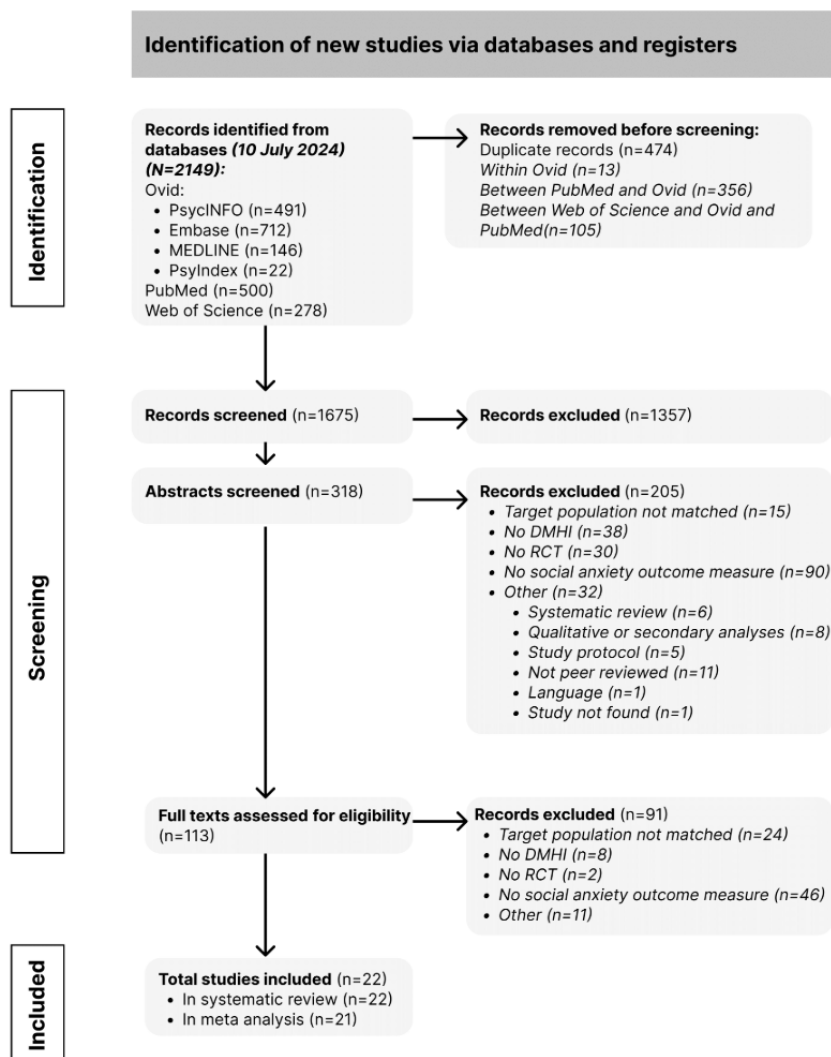 Identification of new studies via databases and registers
Identification
Records identified from
databases (10 July 2024)
(N=2149):
Ovid:
• PsycINFO (n=491)
• Embase (n=712)
• MEDLINE (n=146)
• PsyIndex (n=22)
PubMed (n=500)
Web of Science (n=278)
Records removed before screening:
Duplicate records (n=474)
Within Ovid (n=13)
Between PubMed and Ovid (n=356)
Between Web of Science and Ovid and
PubMed(n=105)
Screening
Records screened (n=1675)
Records excluded (n=1357)
Abstracts screened (n=318)
Records excluded (n=205)
• Target population not matched (n=15)
• No DMHI (n=38)
• No RCT (n=30)
• No social anxiety outcome measure (n=90)
• Other (n=32)
• Systematic review (n=6)
• Qualitative or secondary analyses (n=8)
• Study protocol (n=5)
• Not peer reviewed (n=11)
• Language (n=1)
• Study not found (n=1)
Full texts assessed for eligibility
(n=113)
Records excluded (n=91)
• Target population not matched (n=24)
• No DMHI (n=8)
• No RCT (n=2)
• No social anxiety outcome measure (n=46)
• Other (n=11)
Included
Total studies included (n=22)
• In systematic review (n=22)
• In meta analysis (n=21)